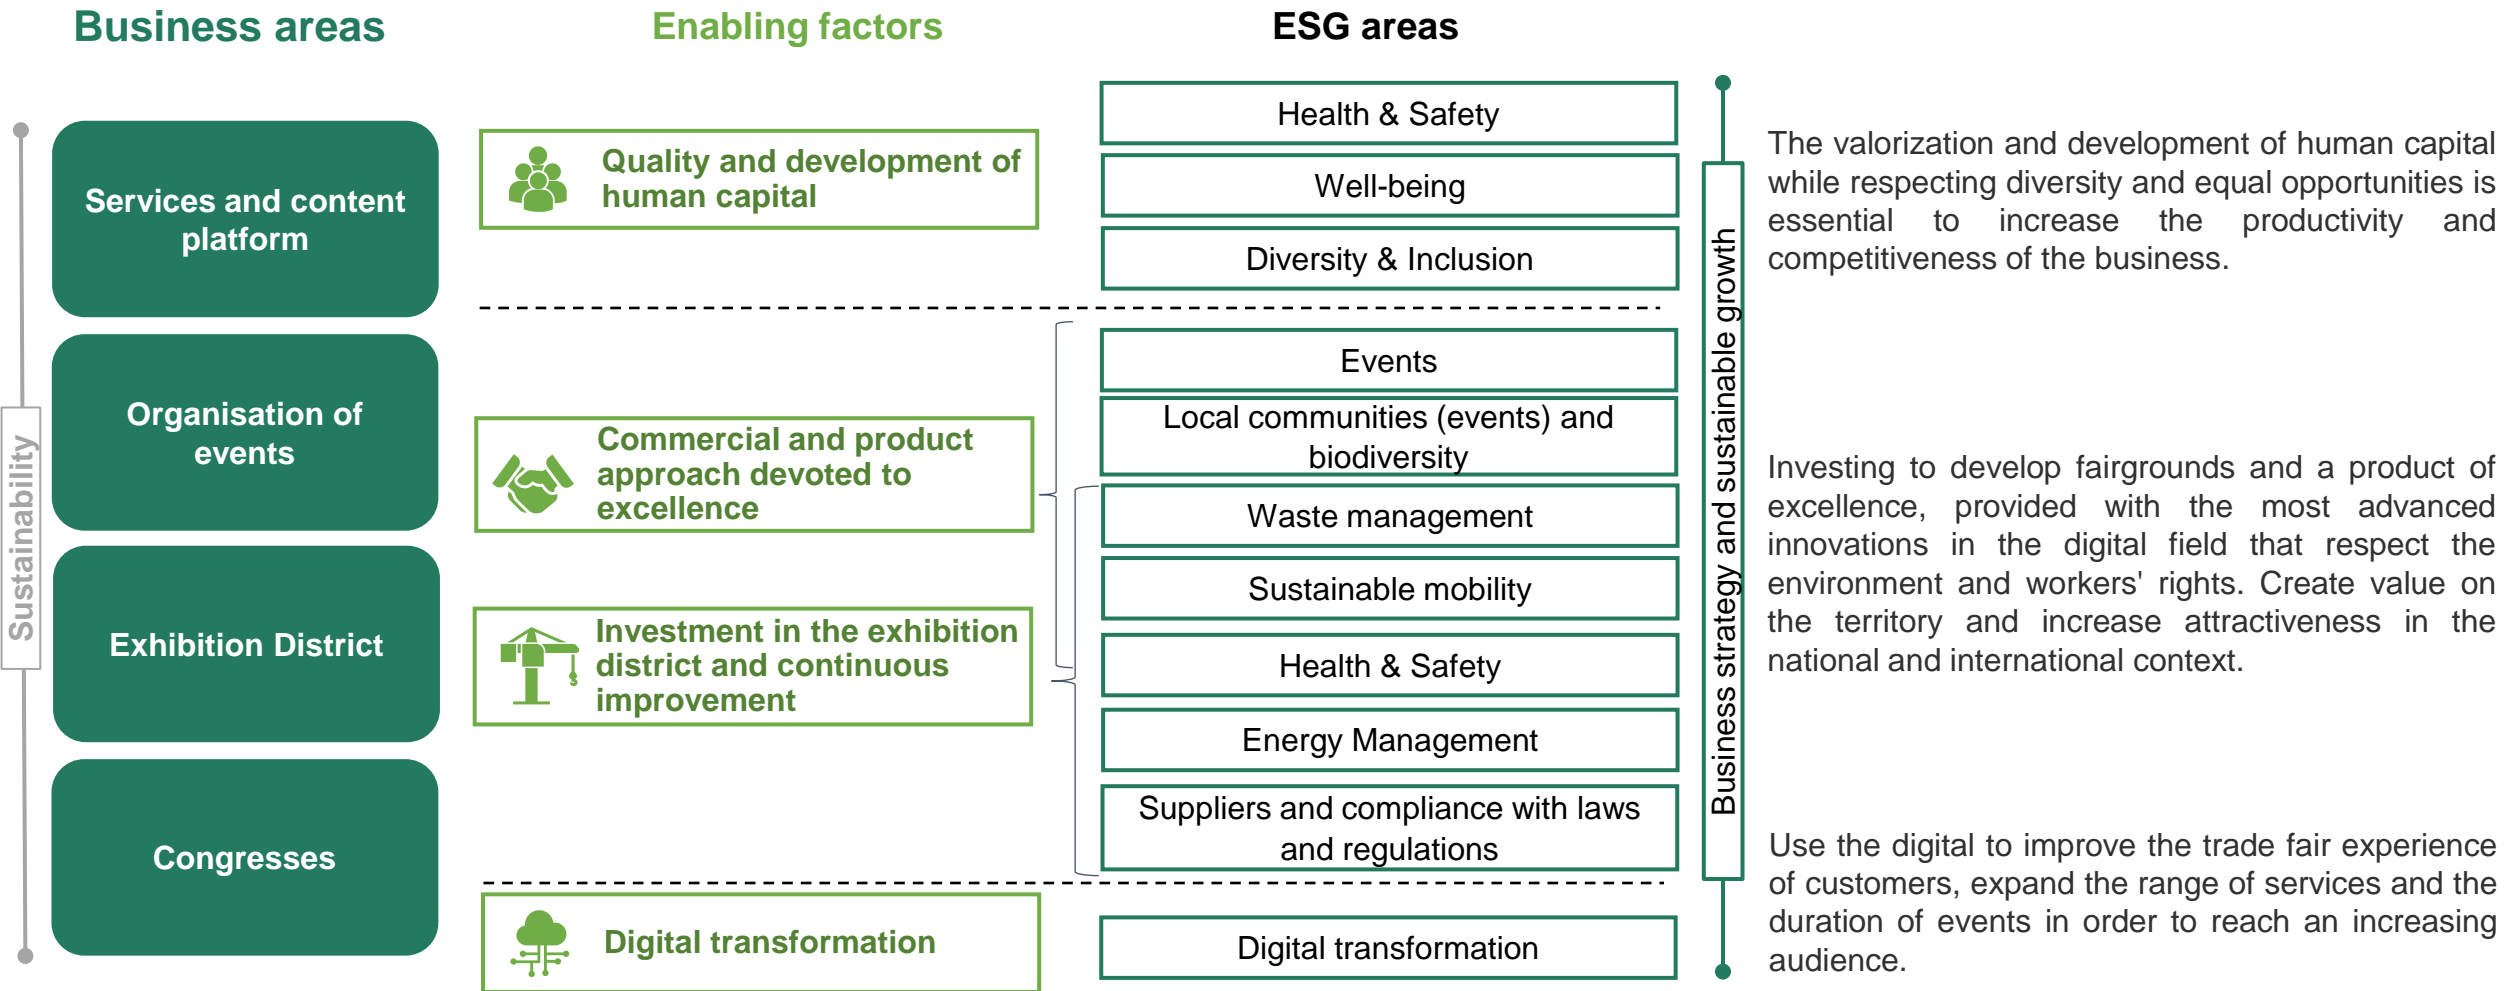 Business areas
Enabling factors
ESG areas
Sustainability
Services and content
platform
Organisation of
events
Exhibition District
Congresses
Quality and development of
human capital
Commercial and product
approach devoted to
excellence
Investment in the exhibition
district and continuous
improvement
Digital transformation
Health & Safety
Well-being
Diversity & Inclusion
Events
Local communities (events) and
biodiversity
Waste management
Sustainable mobility
Health & Safety
Energy Management
Suppliers and compliance with laws
and regulations
Digital transformation
Business strategy and sustainable growth
The valorization and development of human capital
while respecting diversity and equal opportunities is
essential to increase the productivity and
competitiveness of the business.
Investing to develop fairgrounds and a product of
excellence, provided with the most advanced
innovations in the digital field that respect the
environment and workers' rights. Create value on
the territory and increase attractiveness in the
national and international context.
Use the digital to improve the trade fair experience
of customers, expand the range of services and the
duration of events in order to reach an increasing
audience.